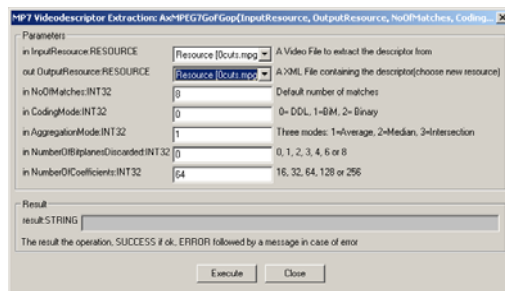 MP7 Videodescriptor Extraction: AxMPEG7GofGop(InputResource, OutputResource, NoOfMatches, Coding...
Parameters
in InputResource:RESOURCE Resource [0cuts.mpg A Video File to extract the descriptor from
out OutputResource:RESOURCE Resource [0cuts.mpg A XML File containing the descriptor(choose new resource)
in NoOfMatches:INT32 8 Default number of matches
in CodingMode:INT32 0 0= DDL, 1=BiM, 2= Binary
in AggregationMode:INT32 1 Three modes: 1=Average, 2=Median, 3=Intersection
in NumberOfBitplanesDiscarded:INT32 0 0, 1, 2, 3, 4, 6 or 8
in NumberOfCoefficients:INT32 64 16, 32, 64, 128 or 256
Result
result:STRING
The result the operation, SUCCESS if ok, ERROR followed by a message in case of error
Execute Close